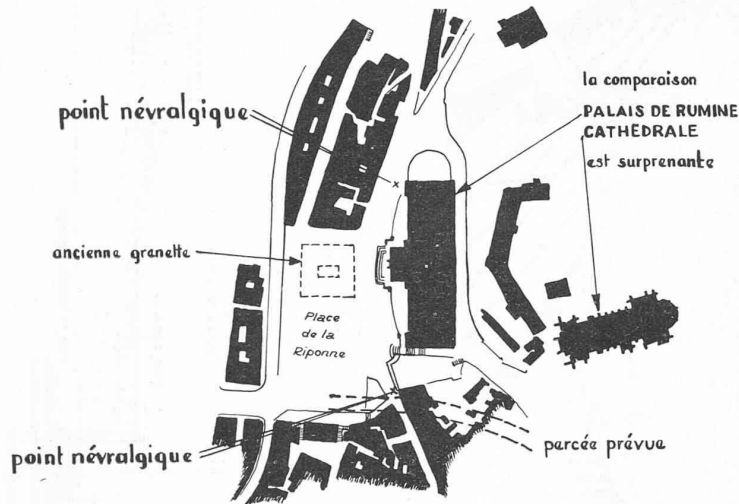 la comparaison
point névralgique
PALAIS DE RUMINE
CATHÉDRALE
est surprenante
ancienne grenette
Place
de la
Riponne
percée prévue
point névralgique
x